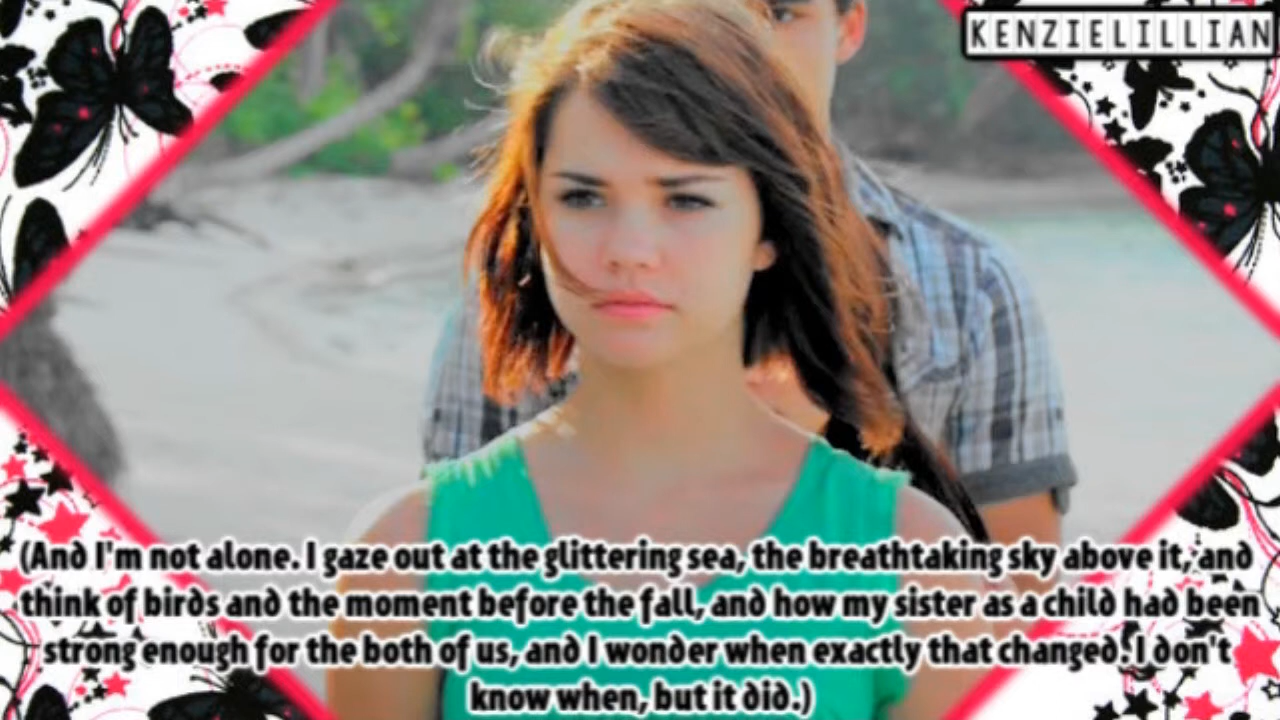 KENZIELILLIAN
(And I'm not alone. I gaze out at the glittering sea, the breathtaking sky above it, and
think of birds and the moment before the fall, and how my sister as a child had been
strong enough for the both of us, and I wonder when exactly that changed. I don't
know when, but it did.)